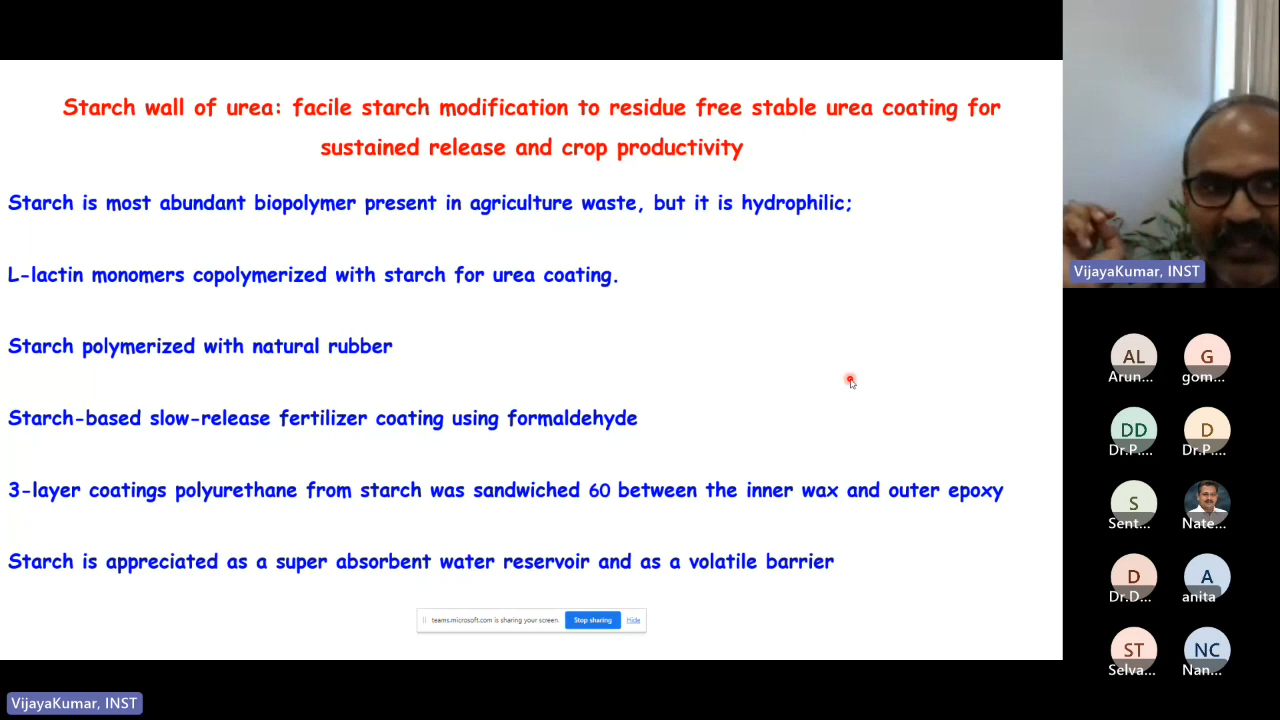 Starch wall of urea: facile starch modification to residue free stable urea coating for
sustained release and crop productivity
Starch is most abundant biopolymer present in agriculture waste, but it is hydrophilic;
L-lactin monomers copolymerized with starch for urea coating.
Starch polymerized with natural rubber
Starch-based slow-release fertilizer coating using formaldehyde
3-layer coatings polyurethane from starch was sandwiched 60 between the inner wax and outer epoxy
Starch is appreciated as a super absorbent water reservoir and as a volatile barrier
teams.microsoft.com is sharing your screen.
Stop sharing
Hide
VijayaKumar, INST
VijayaKumar, INST
AL
Arun...
G
gom...
DD
Dr.P....
D
Dr.P....
S
Sent...
Nate...
D
Dr.D...
A
anita
ST
Selva...
NC
Nan...